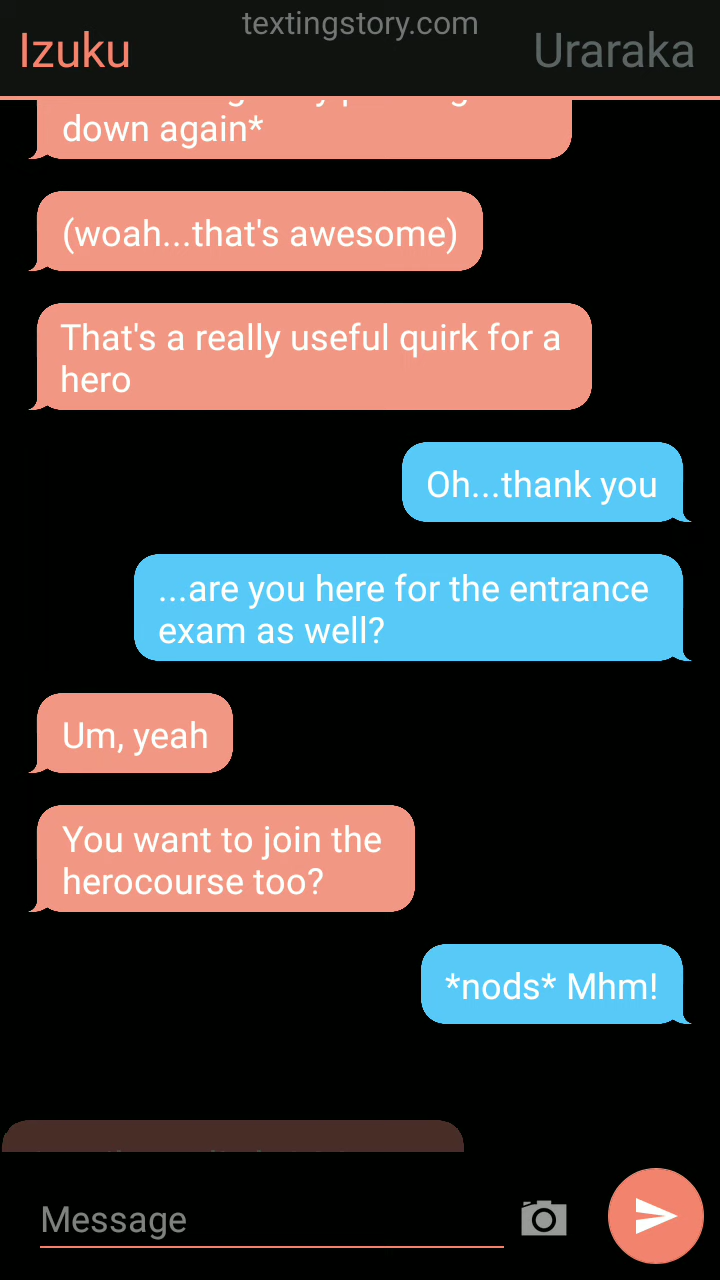 textingstory.com
Izuku
Uraraka
down again*
(woah...that's awesome)
That's a really useful quirk for a
hero
Oh...thank you
...are you here for the entrance
exam as well?
Um, yeah
You want to join the
herocourse too?
*nods* Mhm!
Message